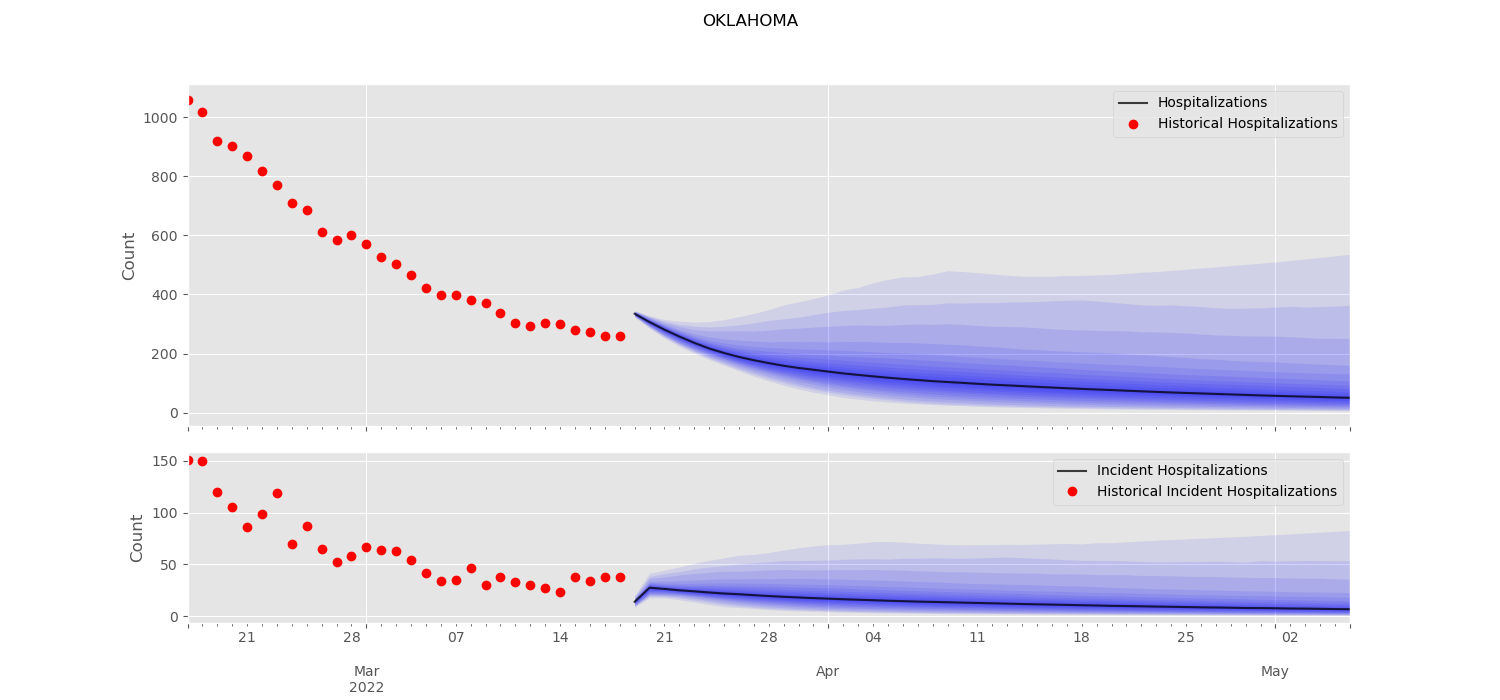 OKLAHOMA
1000
800
600
400
200
0
Count
Hospitalizations
Historical Hospitalizations
150
100
50
0
Count
Incident Hospitalizations
Historical Incident Hospitalizations
21 28 07 14 21 28 04 11 18 25 02
Mar Apr May
2022